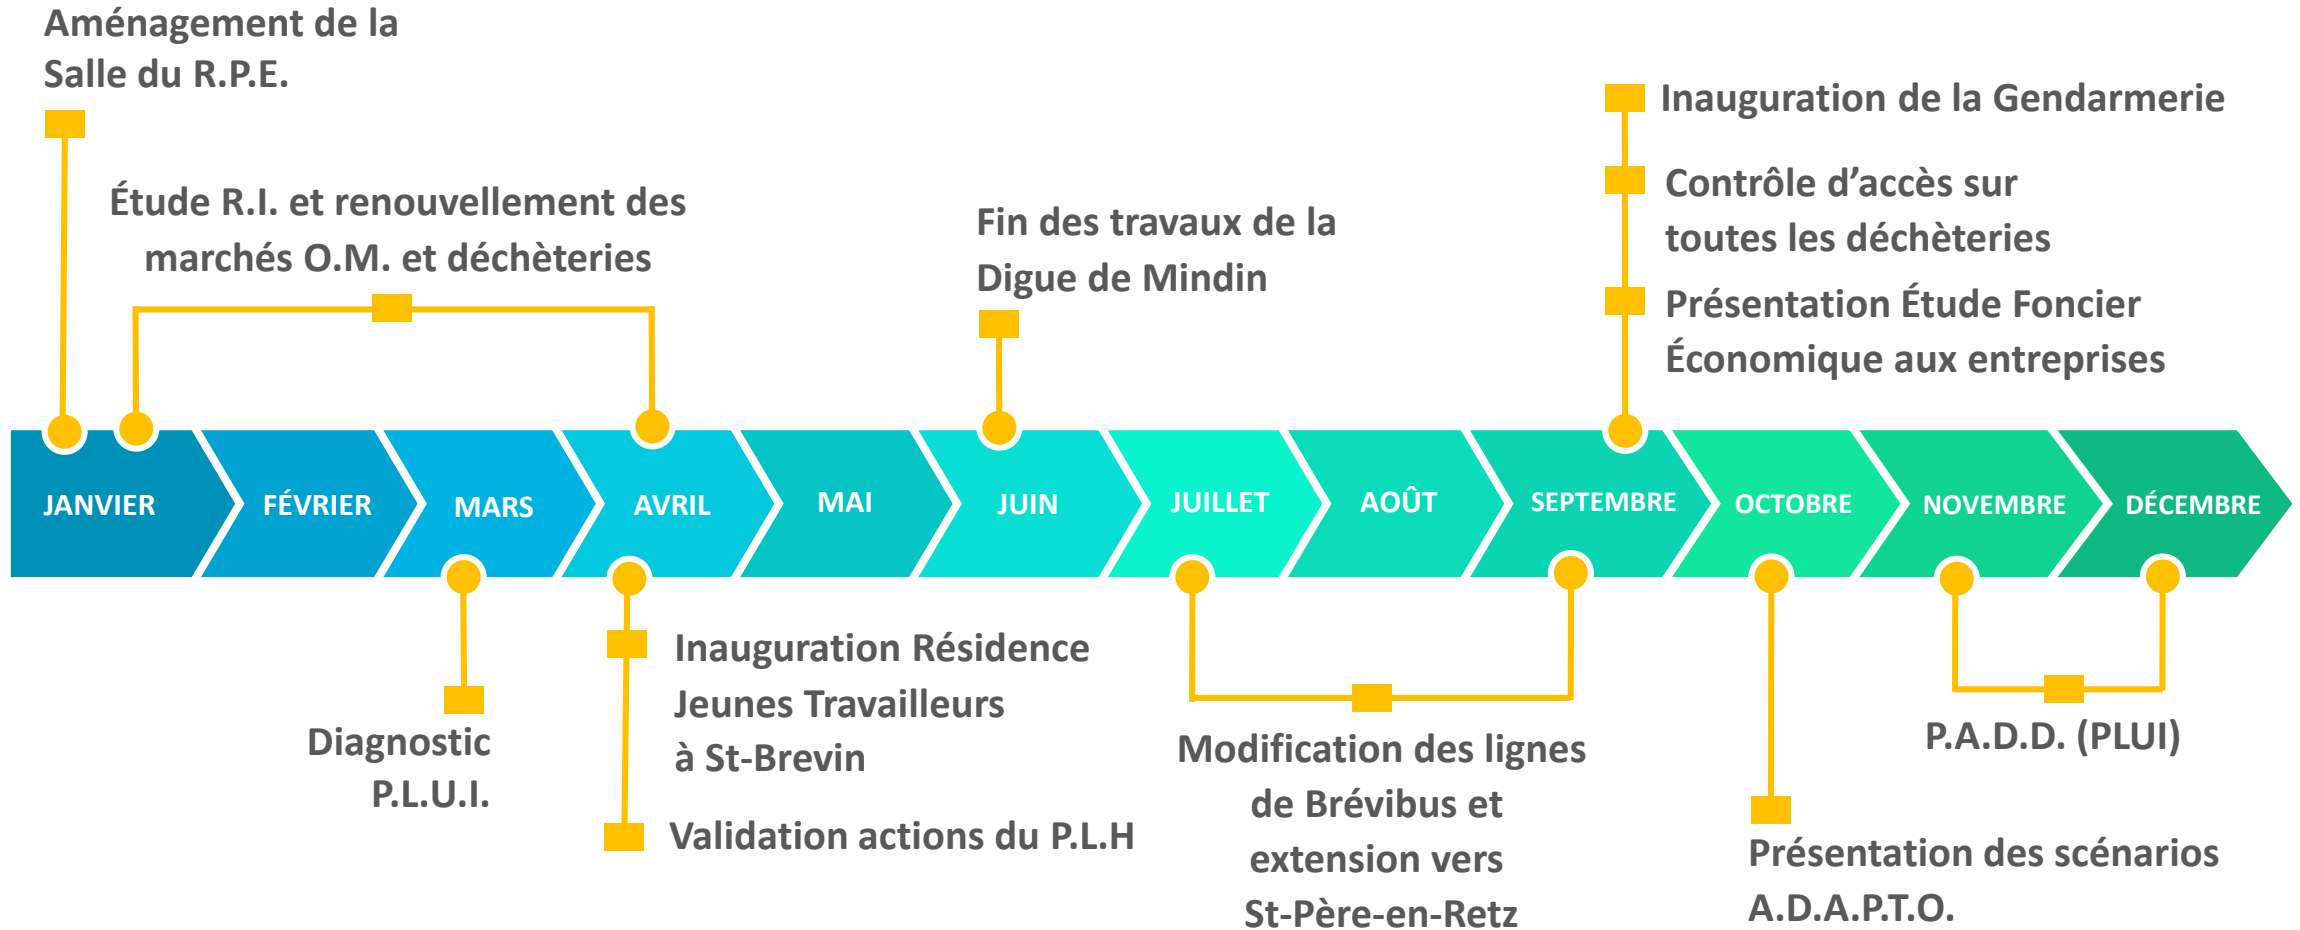 Aménagement de la
Salle du R.P.E.
Étude R.I. et renouvellement des
marchés O.M. et déchèteries
Fin des travaux de la
Digue de Mindin
Inauguration de la Gendarmerie
Contrôle d’accès sur
toutes les déchèteries
Présentation Étude Foncier
Économique aux entreprises
JANVIER
FÉVRIER
MARS
AVRIL
MAI
JUIN
JUILLET
AOÛT
SEPTEMBRE
OCTOBRE
NOVEMBRE
DÉCEMBRE
Diagnostic
P.L.U.I.
Inauguration Résidence
Jeunes Travailleurs
à St-Brevin
Validation actions du P.L.H
Modification des lignes
de Brévibus et
extension vers
St-Père-en-Retz
Présentation des scénarios
A.D.A.P.T.O.
P.A.D.D. (PLUI)